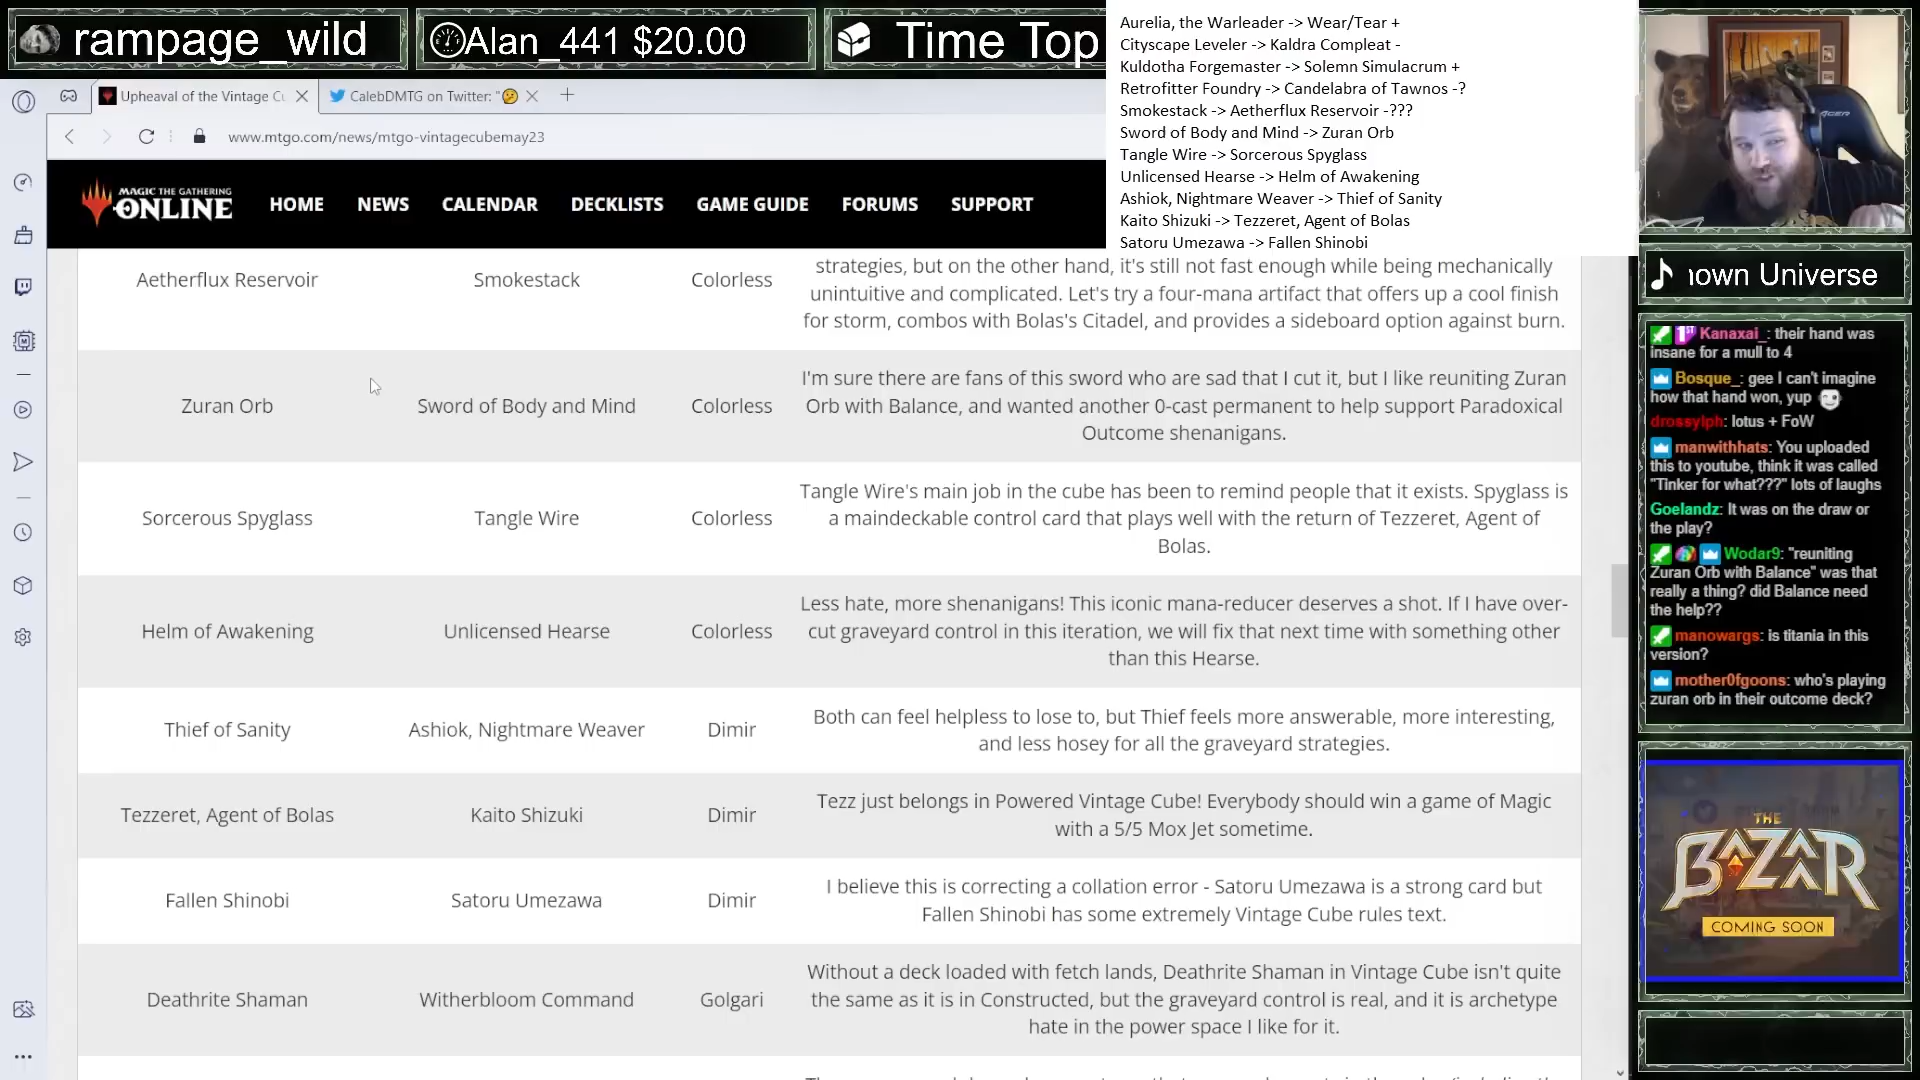 rampage_wild
Alan_441 $20.00
Time Top
Aurelia, the Warleader -> Wear/Tear +
Cityscape Leveler -> Kaldra Compleat -
Kuldotha Forgemaster -> Solemn Simulacrum +
Retrofitter Foundry -> Candelabra of Tawnos -?
Smokestack -> Aetherflux Reservoir -???
Sword of Body and Mind -> Zuran Orb
Tangle Wire -> Sorcerous Spyglass
Unlicensed Hearse -> Helm of Awakening
Ashiok, Nightmare Weaver -> Thief of Sanity
Kaito Shizuki -> Tezzeret, Agent of Bolas
Satoru Umezawa -> Fallen Shinobi
Upheaval of the Vintage Cu
CalebDMTG on Twitter: "🤔
www.mtgo.com/news/mtgo-vintagecubemay23
MAGIC THE GATHERING
ONLINE
HOME NEWS CALENDAR DECKLISTS GAME GUIDE FORUMS SUPPORT
Aetherflux Reservoir Smokestack Colorless
strategies, but on the other hand, it's still not fast enough while being mechanically
unintuitive and complicated. Let's try a four-mana artifact that offers up a cool finish
for storm, combos with Bolas's Citadel, and provides a sideboard option against burn.
Zuran Orb Sword of Body and Mind Colorless
I'm sure there are fans of this sword who are sad that I cut it, but I like reuniting Zuran
Orb with Balance, and wanted another 0-cast permanent to help support Paradoxical
Outcome shenanigans.
Sorcerous Spyglass Tangle Wire Colorless
Tangle Wire's main job in the cube has been to remind people that it exists. Spyglass is
a maindeckable control card that plays well with the return of Tezzeret, Agent of
Bolas.
Helm of Awakening Unlicensed Hearse Colorless
Less hate, more shenanigans! This iconic mana-reducer deserves a shot. If I have over-
cut graveyard control in this iteration, we will fix that next time with something other
than this Hearse.
Thief of Sanity Ashiok, Nightmare Weaver Dimir
Both can feel helpless to lose to, but Thief feels more answerable, more interesting,
and less hosey for all the graveyard strategies.
Tezzeret, Agent of Bolas Kaito Shizuki Dimir
Tezz just belongs in Powered Vintage Cube! Everybody should win a game of Magic
with a 5/5 Mox Jet sometime.
Fallen Shinobi Satoru Umezawa Dimir
I believe this is correcting a collation error - Satoru Umezawa is a strong card but
Fallen Shinobi has some extremely Vintage Cube rules text.
Deathrite Shaman Witherbloom Command Golgari
Without a deck loaded with fetch lands, Deathrite Shaman in Vintage Cube isn't quite
the same as it is in Constructed, but the graveyard control is real, and it is archetype
hate in the power space I like for it.
nown Universe
Kanaxai_: their hand was
insane for a mull to 4
Bosque_: gee I can't imagine
how that hand won, yup
drossylph: lotus + FoW
manwithhats: You uploaded
this to youtube, think it was called
"Tinker for what???" lots of laughs
Goelandz: It was on the draw or
the play?
Wodar9: "reuniting
Zuran Orb with Balance" was that
really a thing? did Balance need
the help??
manowargs: is titania in this
version?
mother0fgoons: who's playing
zuran orb in their outcome deck?
THE
BAZAAR
COMING SOON